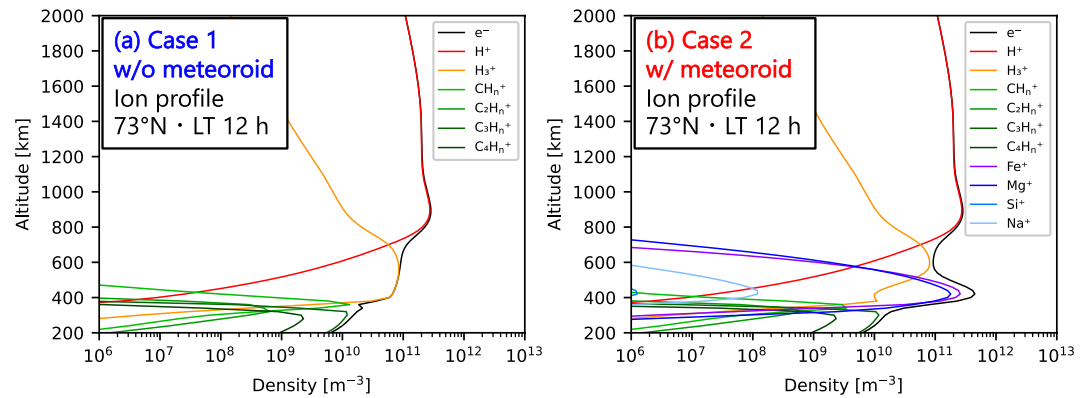 (a) Case 1
w/o meteoroid
Ion profile
73°N・LT 12 h
e⁻
H⁺
H₃⁺
CHₙ⁺
C₂Hₙ⁺
C₃Hₙ⁺
C₄Hₙ⁺
2000
1800
1600
1400
1200
1000
800
600
400
200
Altitude [km]
10⁶
10⁷
10⁸
10⁹
10¹⁰
10¹¹
10¹²
10¹³
Density [m⁻³]
(b) Case 2
w/ meteoroid
Ion profile
73°N・LT 12 h
e⁻
H⁺
H₃⁺
CHₙ⁺
C₂Hₙ⁺
C₃Hₙ⁺
C₄Hₙ⁺
Fe⁺
Mg⁺
Si⁺
Na⁺
2000
1800
1600
1400
1200
1000
800
600
400
200
Altitude [km]
10⁶
10⁷
10⁸
10⁹
10¹⁰
10¹¹
10¹²
10¹³
Density [m⁻³]